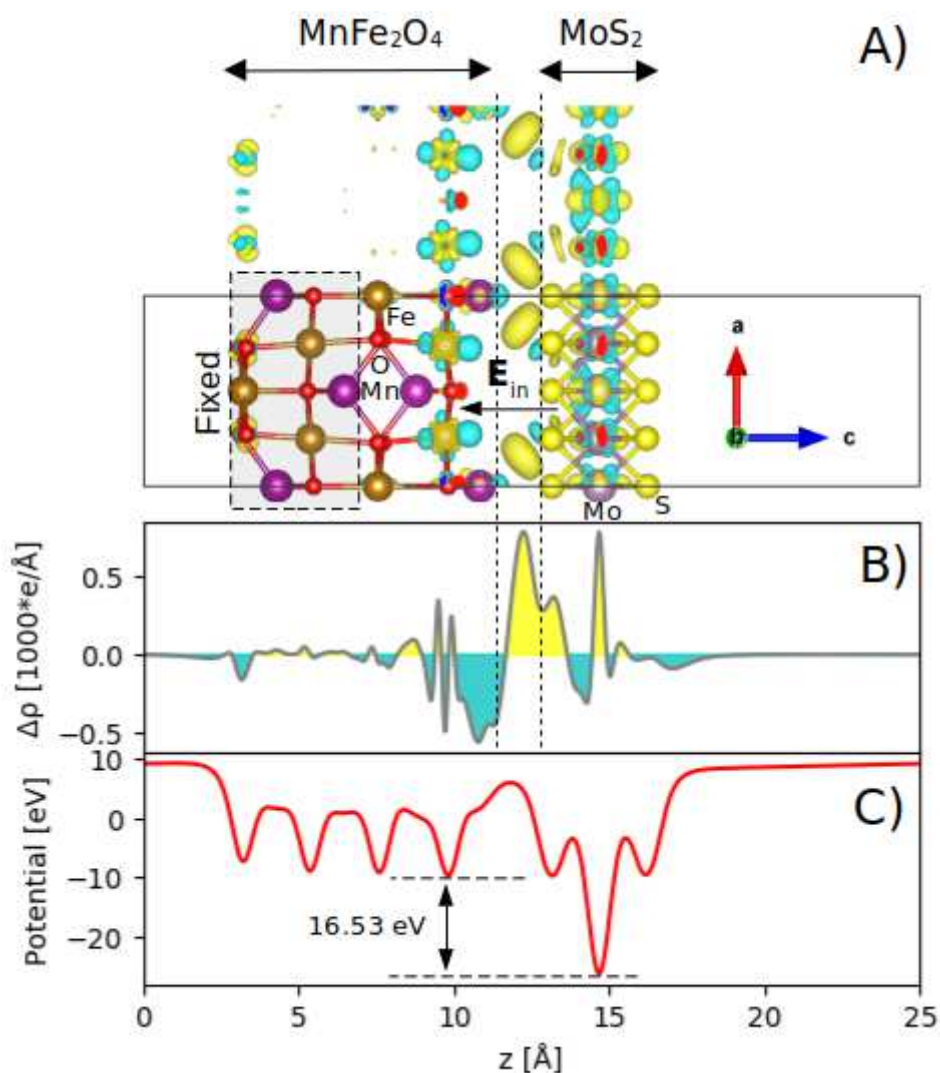 MnFe₂O₄ MoS₂
A)
Fe
O
Mn
Fixed
E_in
a
b c
Mo S
B)
Δρ [1000*e/Å]
0.5
0.0
−0.5
C)
Potential [eV]
10
0
−10
−20
16.53 eV
0 5 10 15 20 25
z [Å]